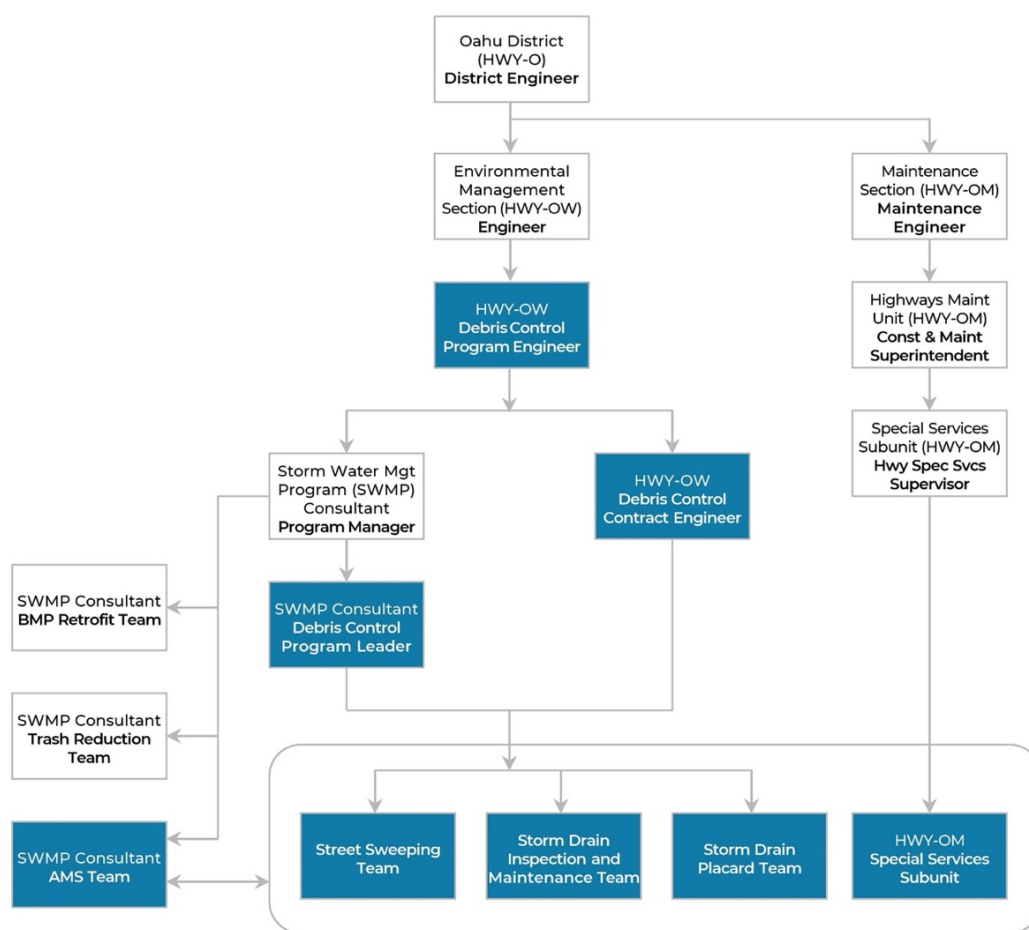 Oahu District
(HWY-O)
District Engineer
Environmental
Management
Section (HWY-OW)
Engineer
Maintenance
Section (HWY-OM)
Maintenance
Engineer
HWY-OW
Debris Control
Program Engineer
Highways Maint
Unit (HWY-OM)
Const & Maint
Superintendent
Storm Water Mgt
Program (SWMP)
Consultant
Program Manager
HWY-OW
Debris Control
Contract Engineer
Special Services
Subunit (HWY-OM)
Hwy Spec Svcs
Supervisor
SWMP Consultant
BMP Retrofit Team
SWMP Consultant
Debris Control
Program Leader
SWMP Consultant
Trash Reduction
Team
SWMP Consultant
AMS Team
Street Sweeping
Team
Storm Drain
Inspection and
Maintenance Team
Storm Drain
Placard Team
HWY-OM
Special Services
Subunit